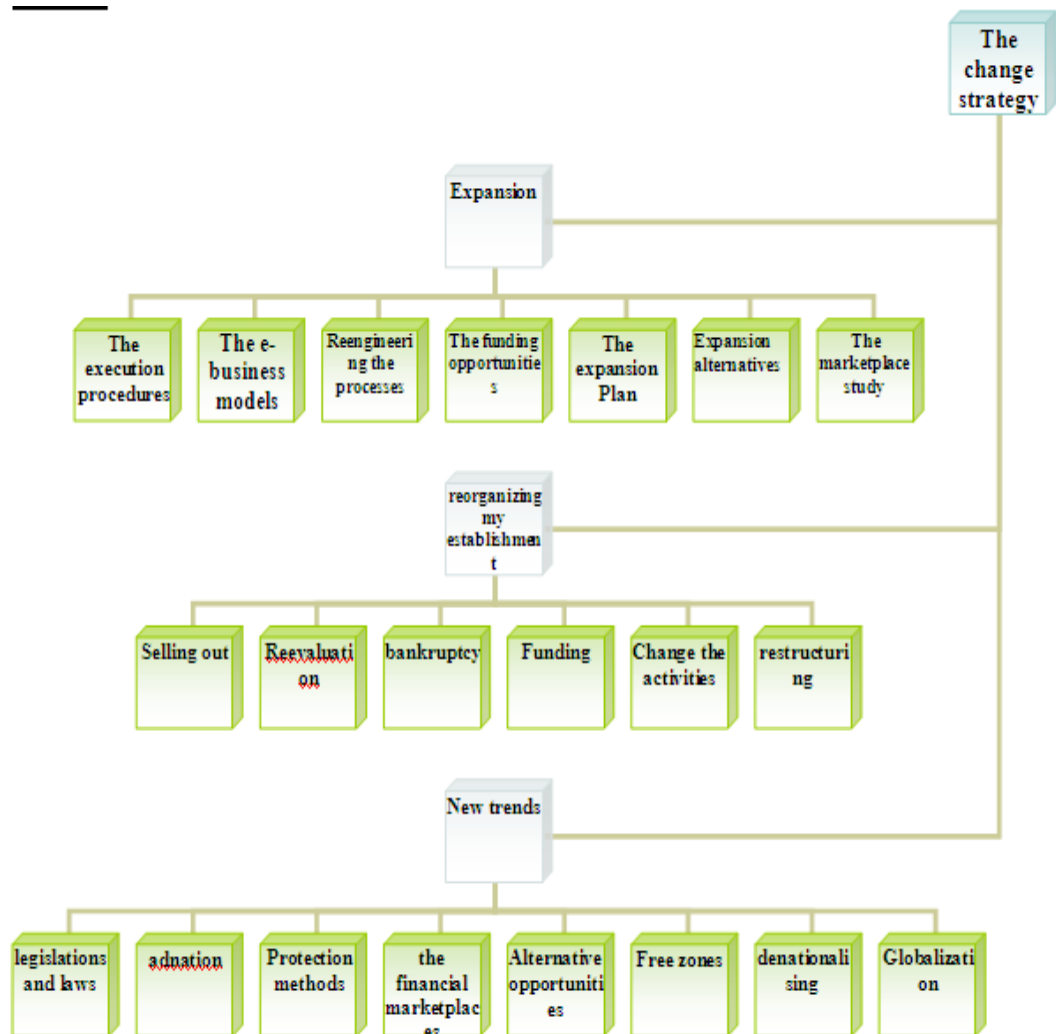 The
change
strategy
Expansion
The
execution
procedures
The e-
business
models
Reengineeri
ng the
processes
The funding
opportunitie
s
The
expansion
Plan
Expansion
alternatives
The
marketplace
study
reorganizing
my
establishmen
t
Selling out
Reevaluati
on
bankruptcy
Funding
Change the
activities
restructuri
ng
New trends
legislations
and laws
adnation
Protection
methods
the
financial
marketplac
es
Alternative
opportuniti
es
Free zones
denationali
sing
Globalizati
on